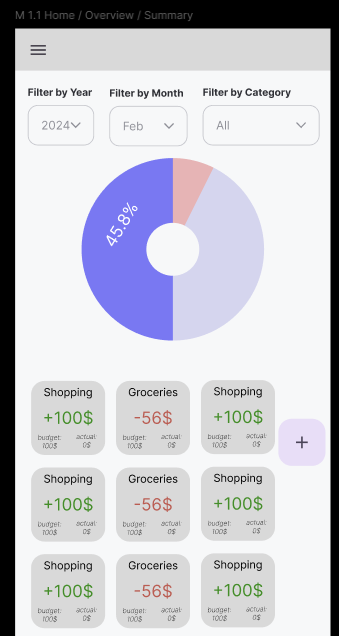 M 1.1 Home / Overview / Summary
Filter by Year Filter by Month Filter by Category
2024 Feb All
45.8%
Shopping Groceries Shopping
+100$ -56$ +100$
budget: actual: budget: actual: budget: actual:
100$ 0$ 100$ 0$ 100$ 0$
+
Shopping Groceries Shopping
+100$ -56$ +100$
budget: actual: budget: actual: budget: actual:
100$ 0$ 100$ 0$ 100$ 0$
Shopping Groceries Shopping
+100$ -56$ +100$
budget: actual: budget: actual: budget: actual:
100$ 0$ 100$ 0$ 100$ 0$